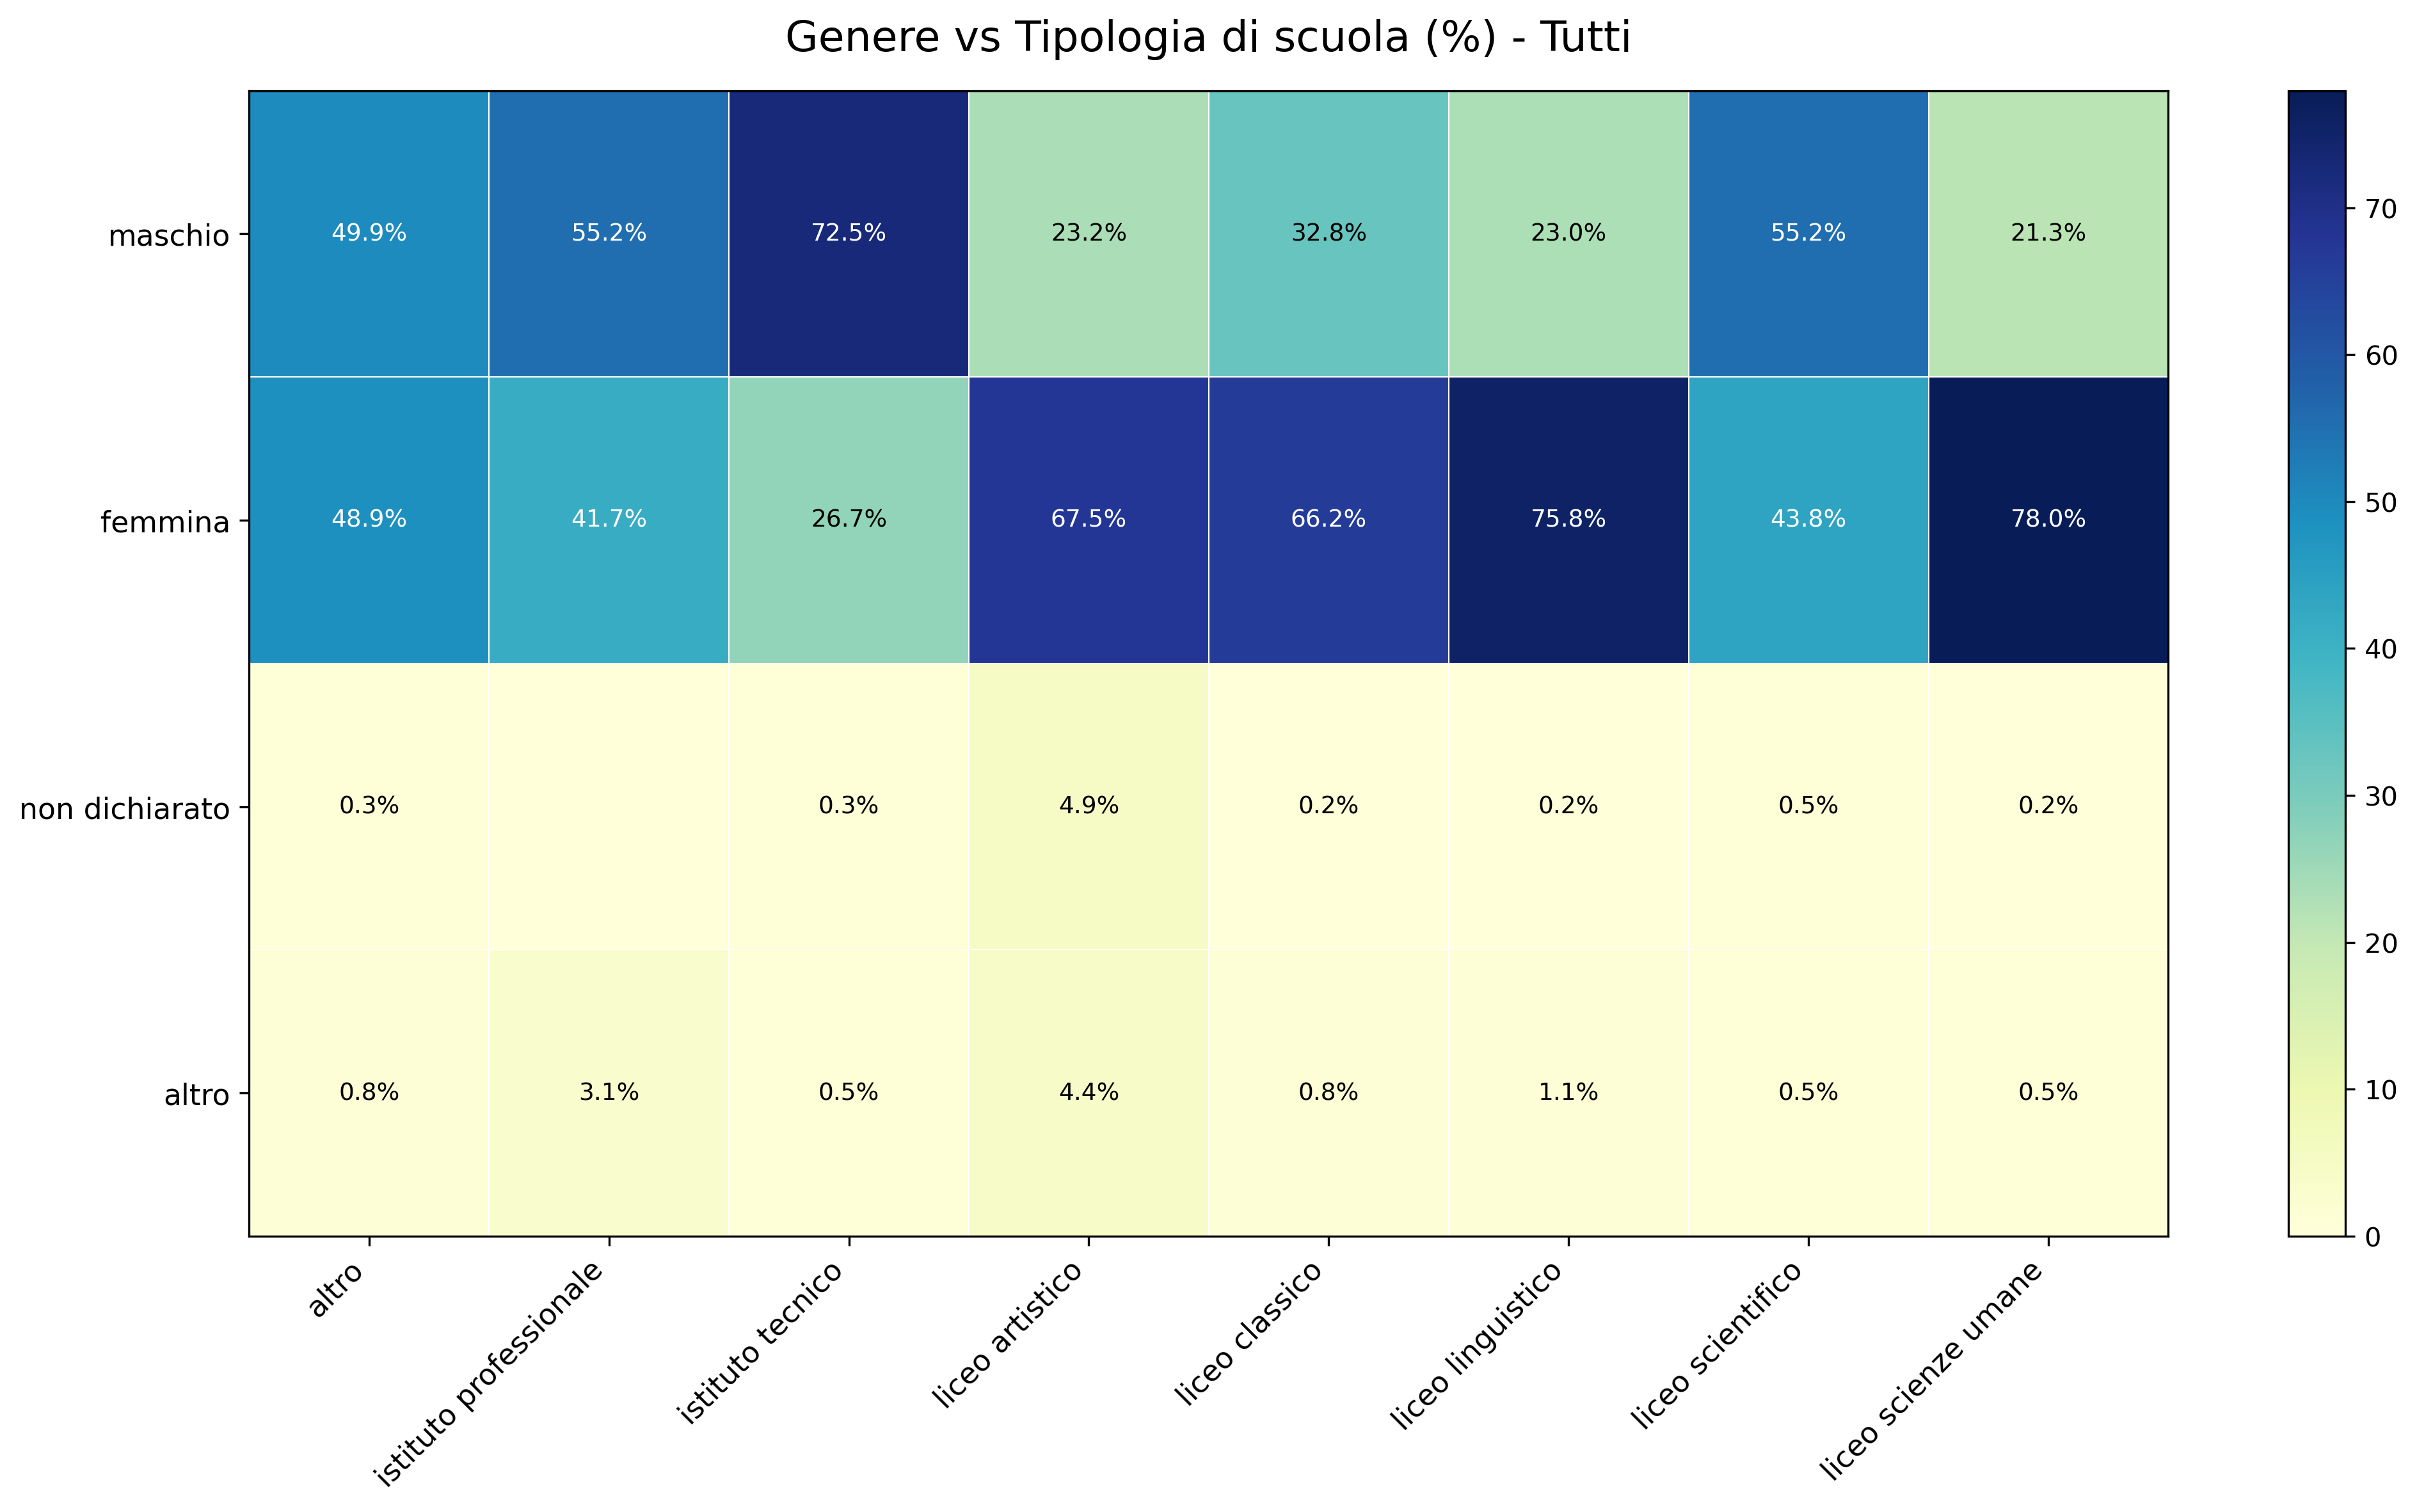 Genere vs Tipologia di scuola (%) - Tutti
maschio 49.9% 55.2% 72.5% 23.2% 32.8% 23.0% 55.2% 21.3%
femmina 48.9% 41.7% 26.7% 67.5% 66.2% 75.8% 43.8% 78.0%
non dichiarato 0.3% 0.3% 4.9% 0.2% 0.2% 0.5% 0.2%
altro 0.8% 3.1% 0.5% 4.4% 0.8% 1.1% 0.5% 0.5%
altro
istituto professionale
istituto tecnico
liceo artistico
liceo classico
liceo linguistico
liceo scientifico
liceo scienze umane
70
60
50
40
30
20
10
0